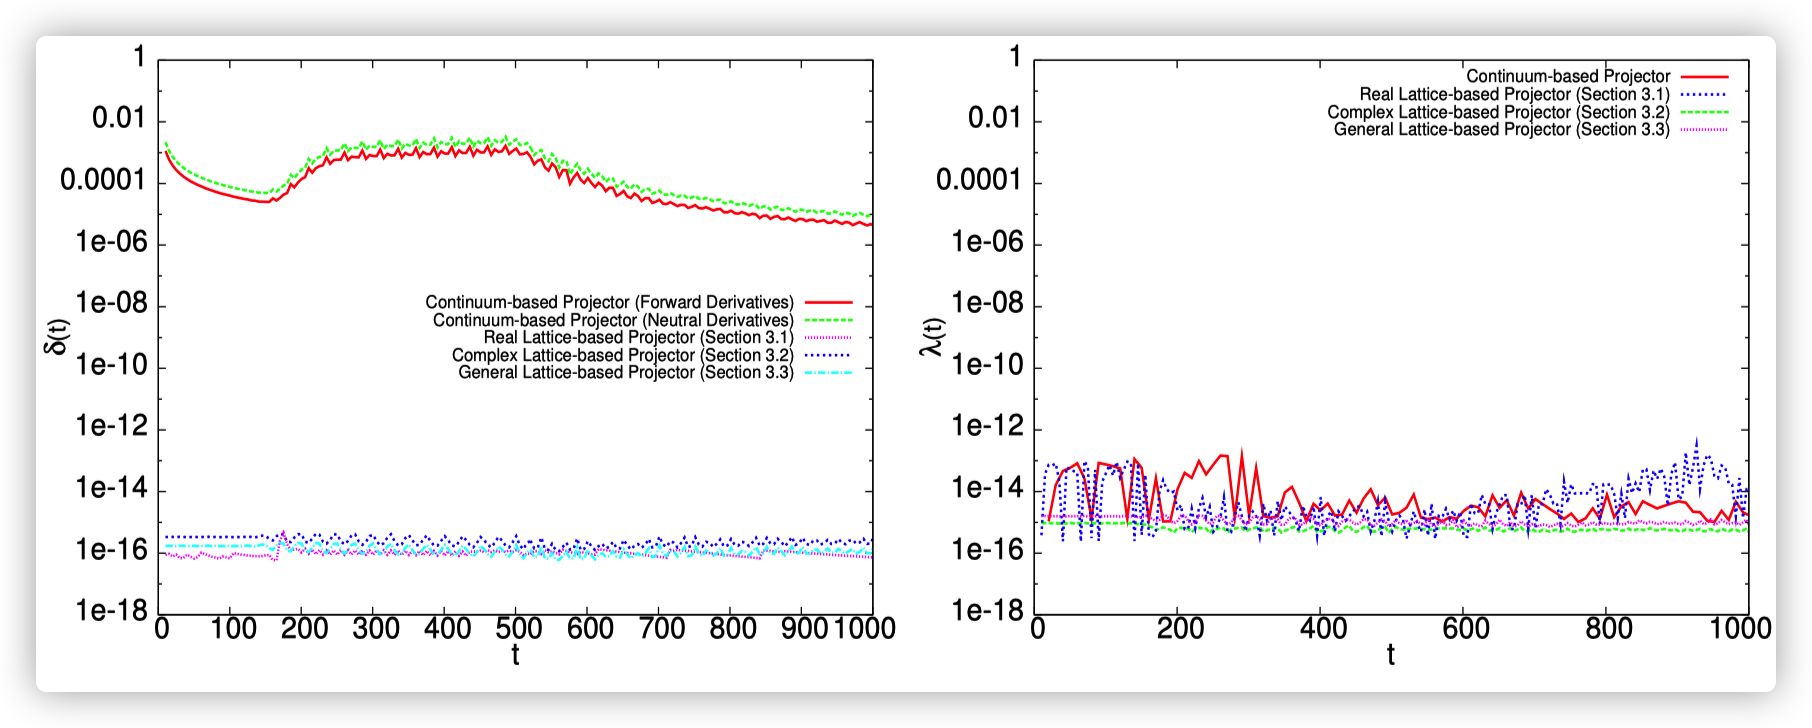 1
0.01
0.0001
1e-06
1e-08
1e-10
1e-12
1e-14
1e-16
1e-18
δ(t)
Continuum-based Projector (Forward Derivatives)
Continuum-based Projector (Neutral Derivatives)
Real Lattice-based Projector (Section 3.1)
Complex Lattice-based Projector (Section 3.2)
General Lattice-based Projector (Section 3.3)
0 100 200 300 400 500 600 700 800 900 1000
t
1
0.01
0.0001
1e-06
1e-08
1e-10
1e-12
1e-14
1e-16
1e-18
λ(t)
Continuum-based Projector
Real Lattice-based Projector (Section 3.1)
Complex Lattice-based Projector (Section 3.2)
General Lattice-based Projector (Section 3.3)
0 200 400 600 800 1000
t